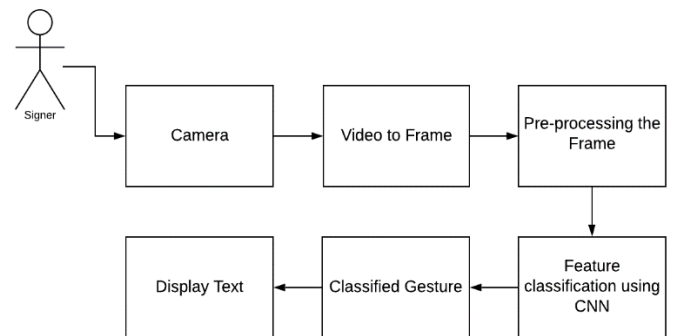 Signer
Camera
Video to Frame
Pre-processing the
Frame
Feature
classification using
CNN
Classified Gesture
Display Text